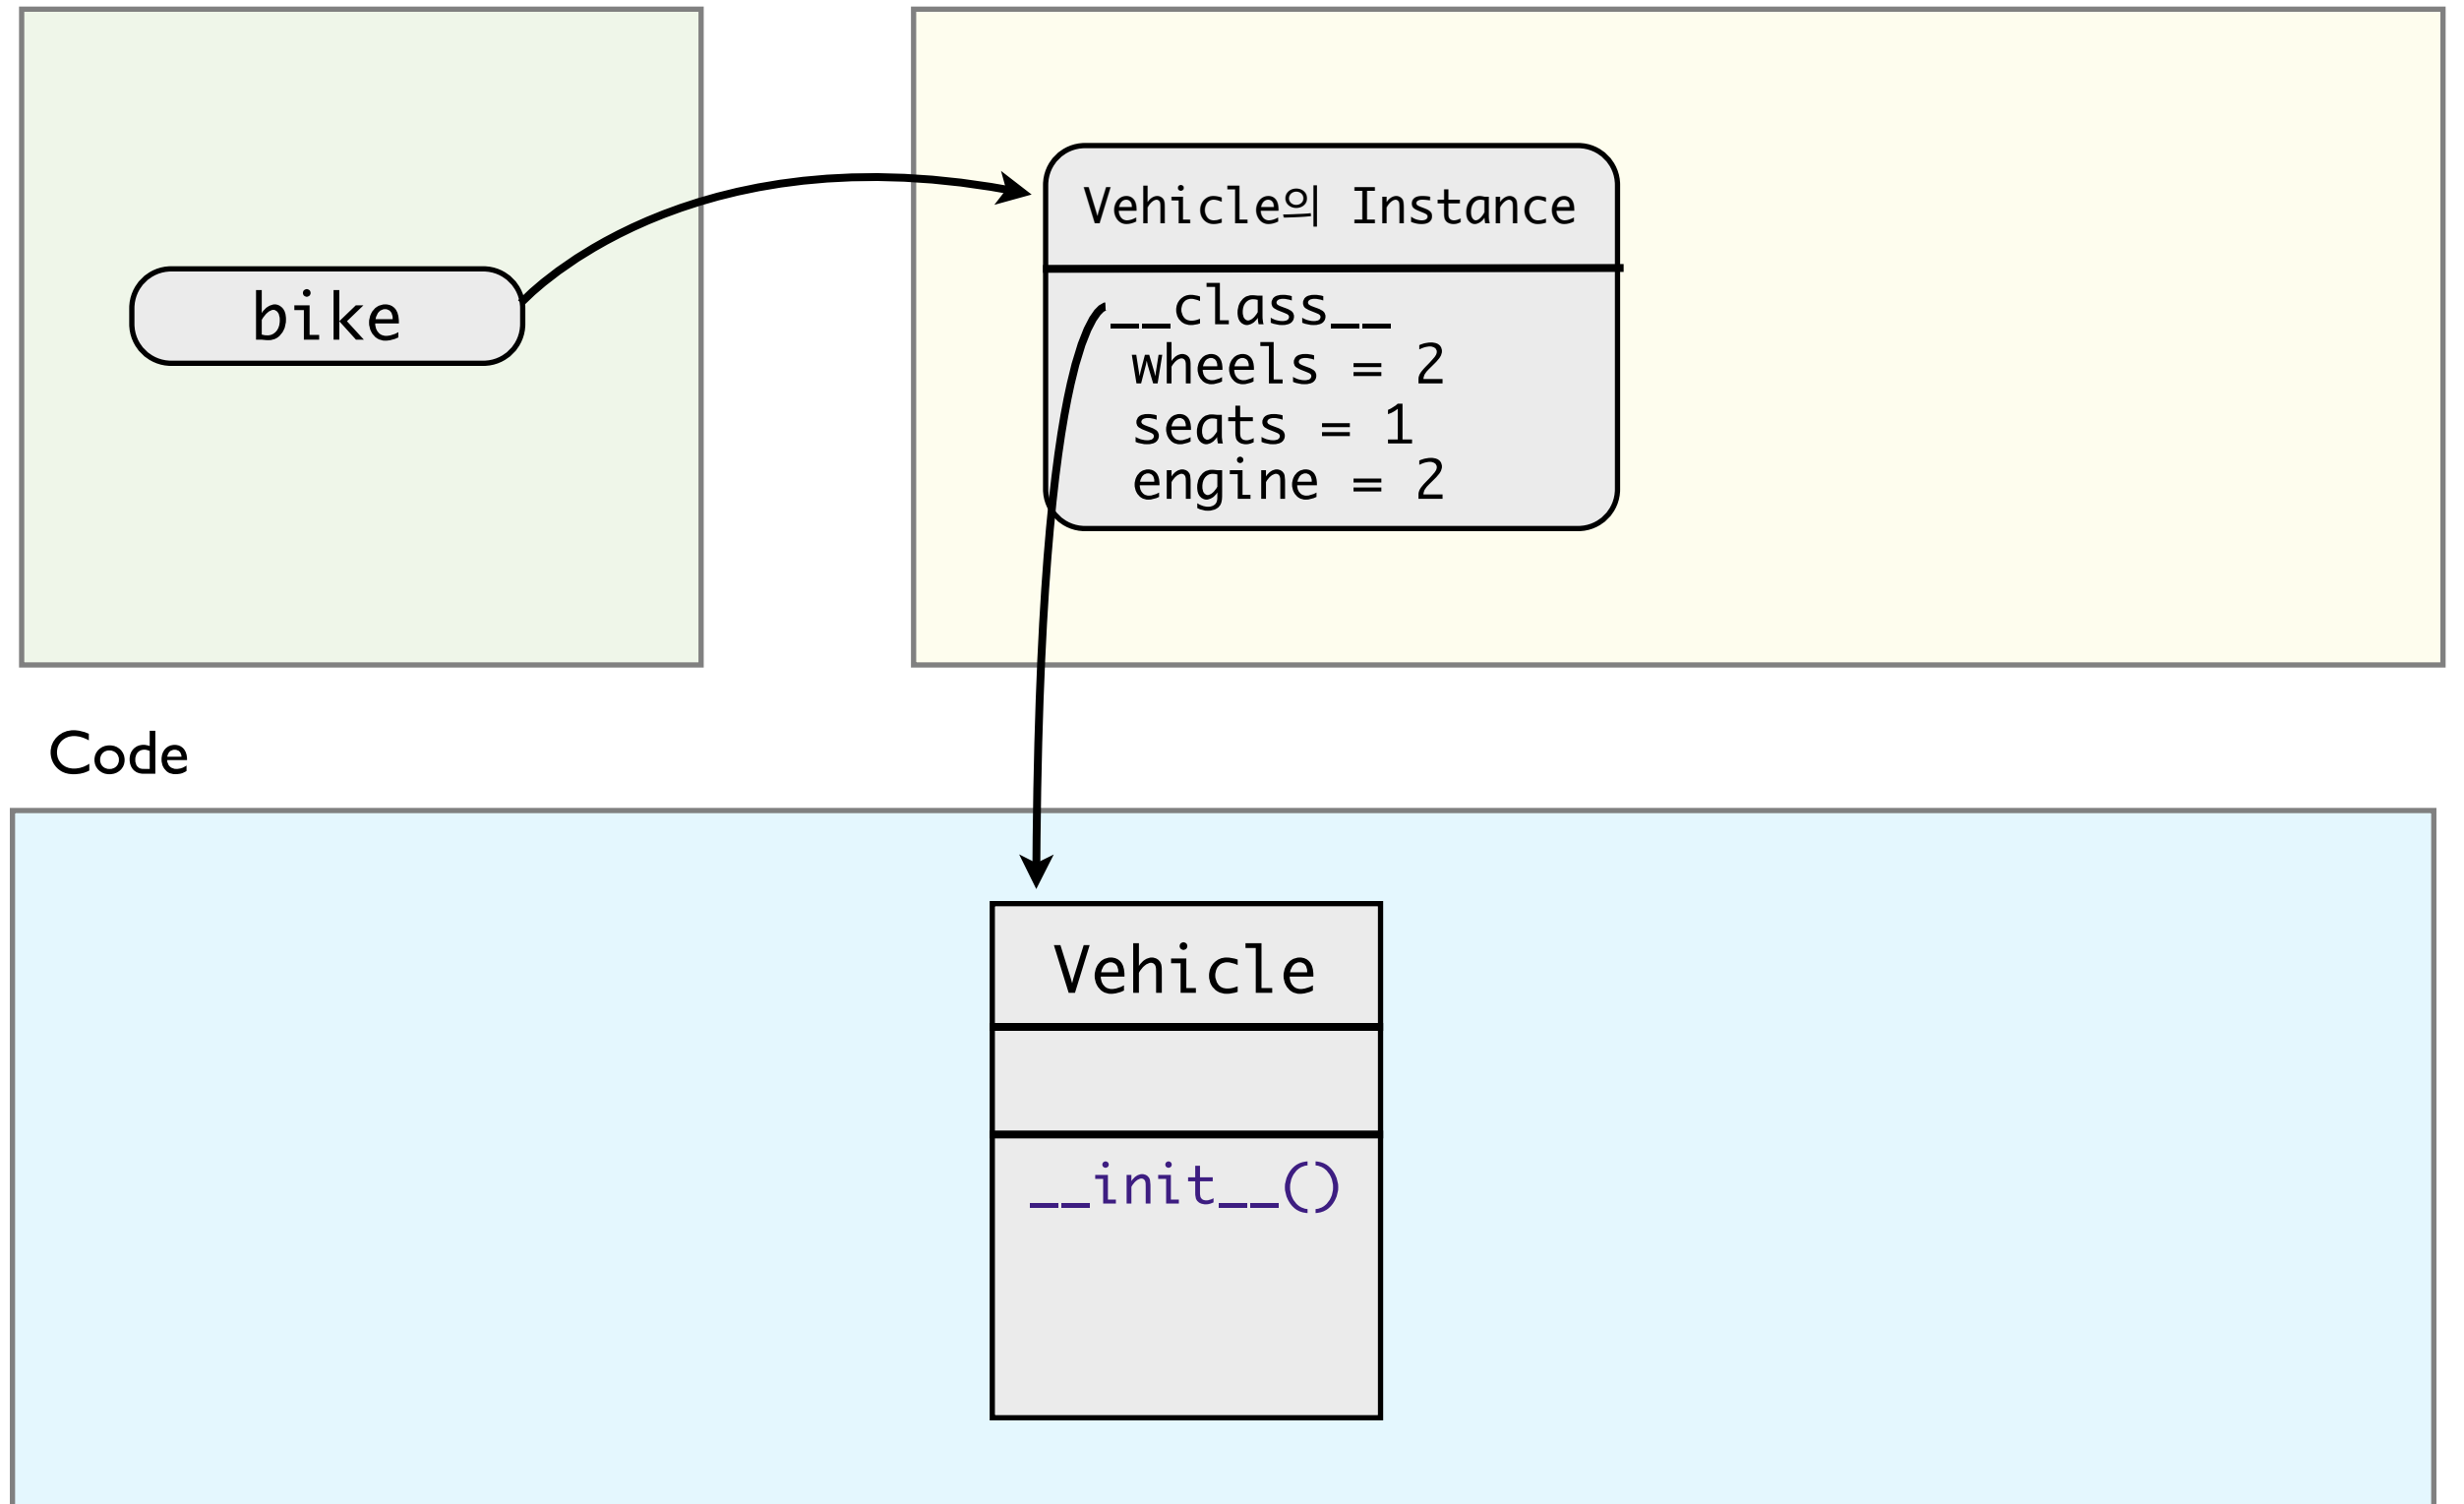 bike
Vehicle의 Instance
__class__
wheels = 2
seats = 1
engine = 2
Code
Vehicle
__init__()